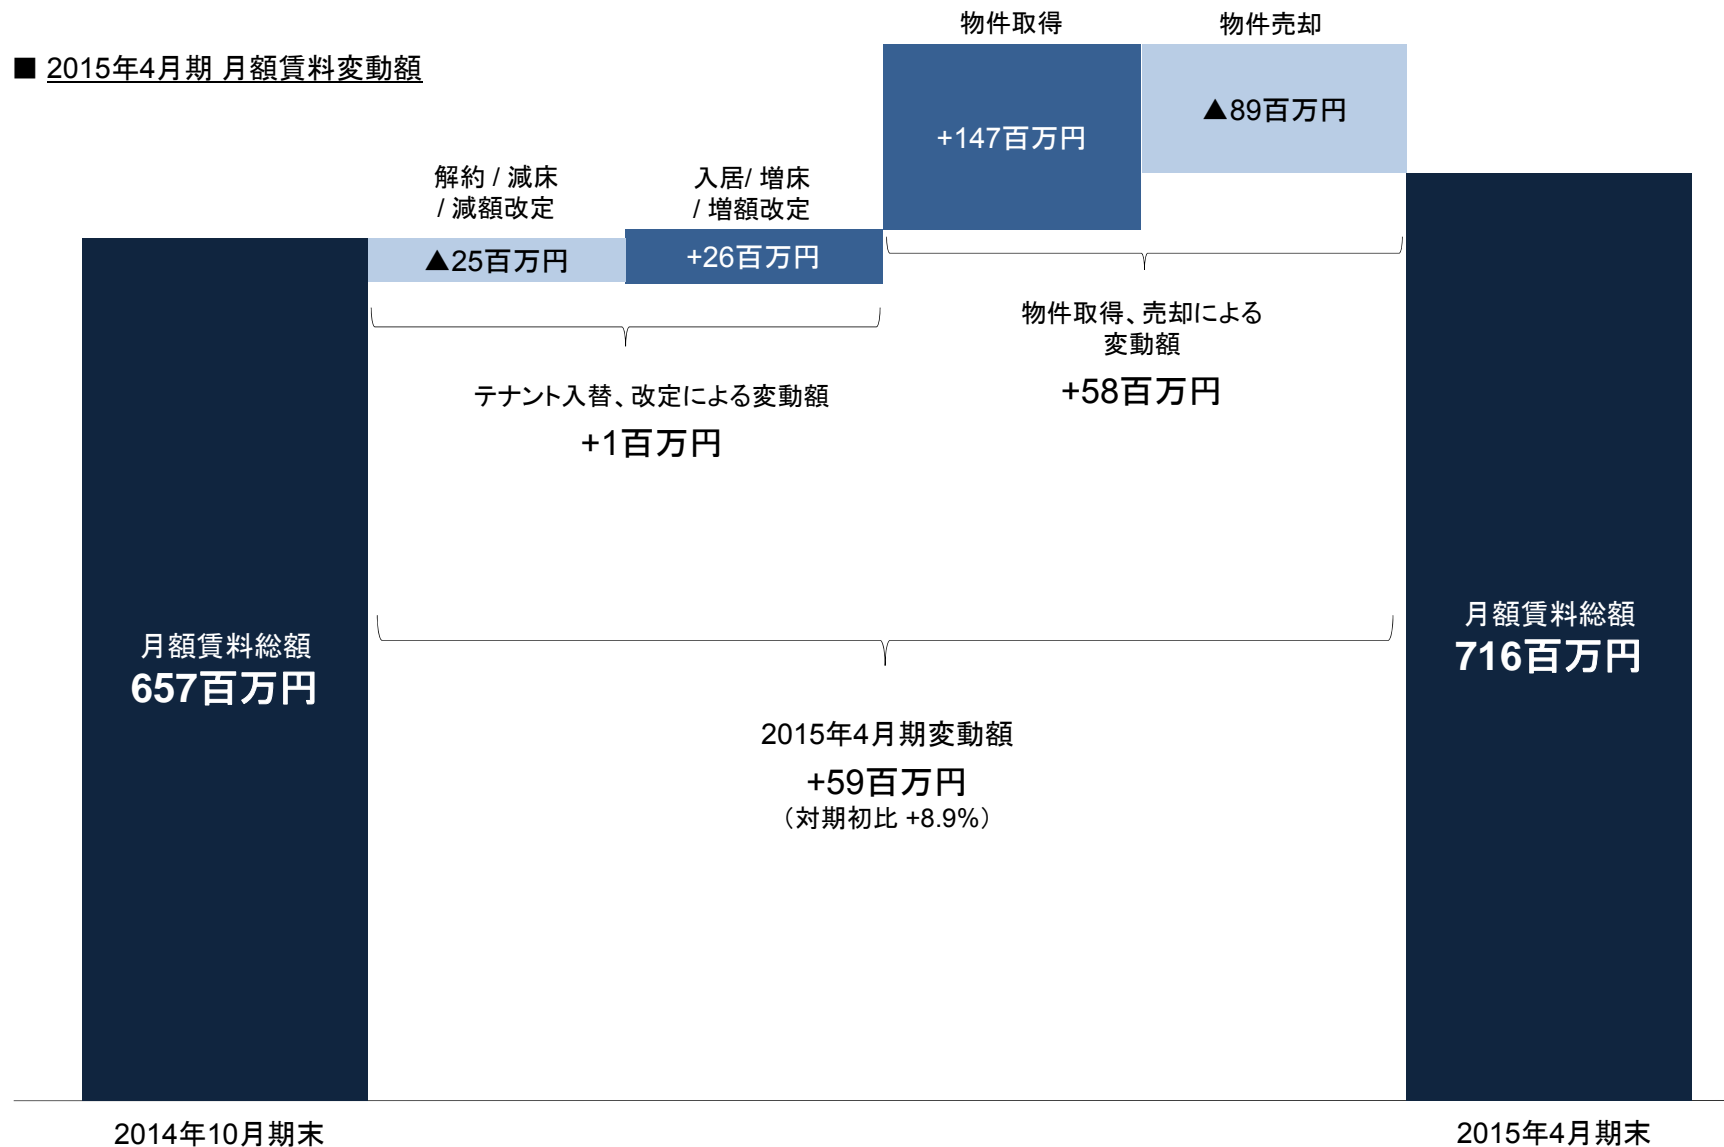 ■ 2015年4月期 月額賃料変動額
物件取得
物件売却
+147百万円
▲89百万円
解約 / 減床
/ 減額改定
入居/ 増床
/ 増額改定
▲25百万円
+26百万円
物件取得、売却による
変動額
+58百万円
テナント入替、改定による変動額
+1百万円
月額賃料総額
657百万円
月額賃料総額
716百万円
2015年4月期変動額
+59百万円
（対期初比 +8.9%）
2014年10月期末
2015年4月期末